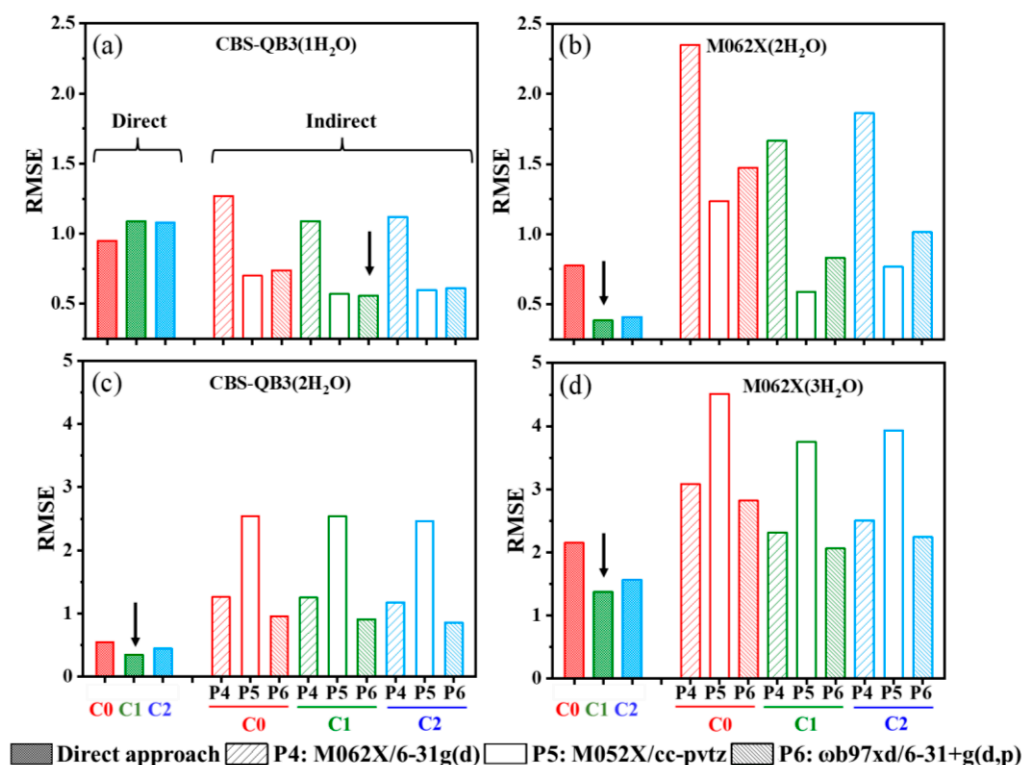 (a)
CBS-QB3(1H₂O)
Direct
Indirect
RMSE
2.5
2.0
1.5
1.0
0.5
(b)
M062X(2H₂O)
RMSE
2.5
2.0
1.5
1.0
0.5
(c)
CBS-QB3(2H₂O)
RMSE
5
4
3
2
1
0
C0 C1 C2
P4 P5 P6 P4 P5 P6 P4 P5 P6
C0 C1 C2
(d)
M062X(3H₂O)
RMSE
5
4
3
2
1
0
C0 C1 C2
P4 P5 P6 P4 P5 P6 P4 P5 P6
C0 C1 C2
Direct approach P4: M062X/6-31g(d) P5: M052X/cc-pvtz P6: ωb97xd/6-31+g(d,p)